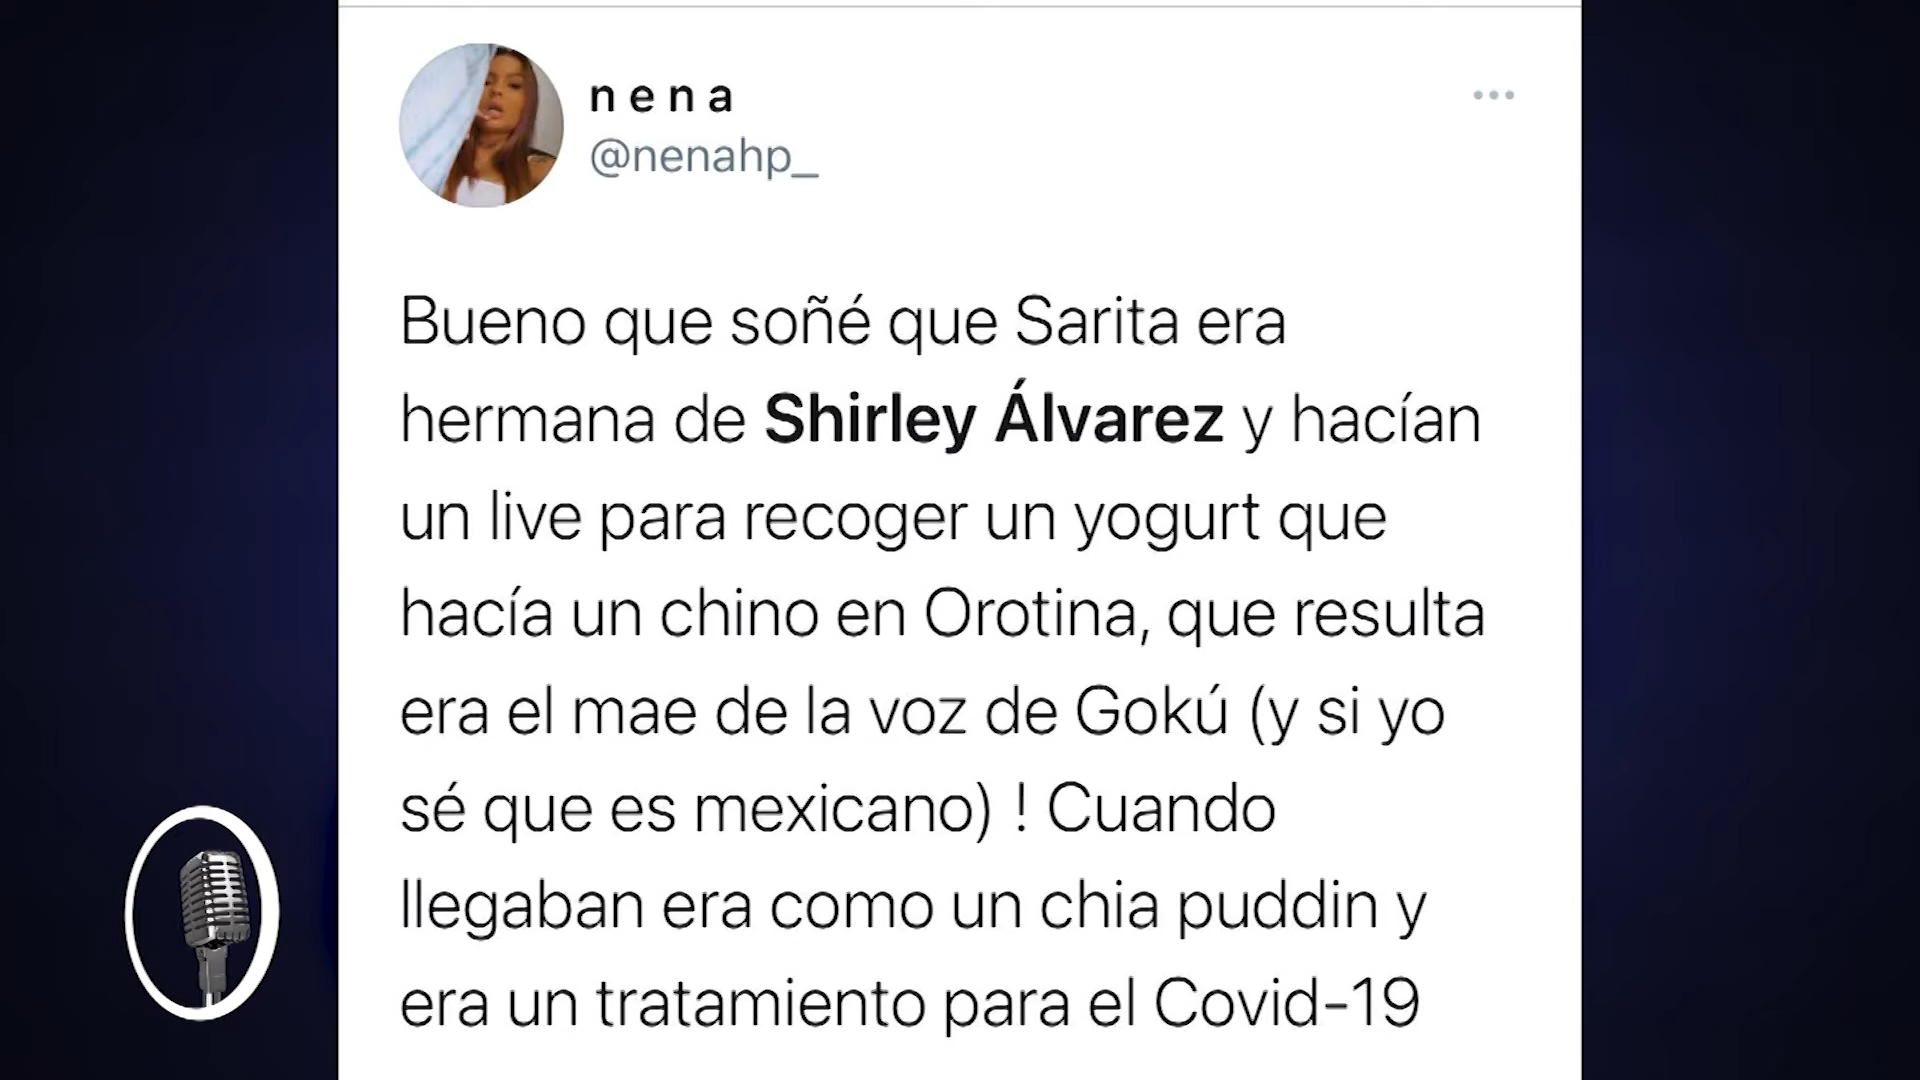 nena
@nenahp_
Bueno que soñé que Sarita era
hermana de Shirley Álvarez y hacían
un live para recoger un yogurt que
hacía un chino en Orotina, que resulta
era el mae de la voz de Gokú (y si yo
sé que es mexicano) ! Cuando
llegaban era como un chia puddin y
era un tratamiento para el Covid-19